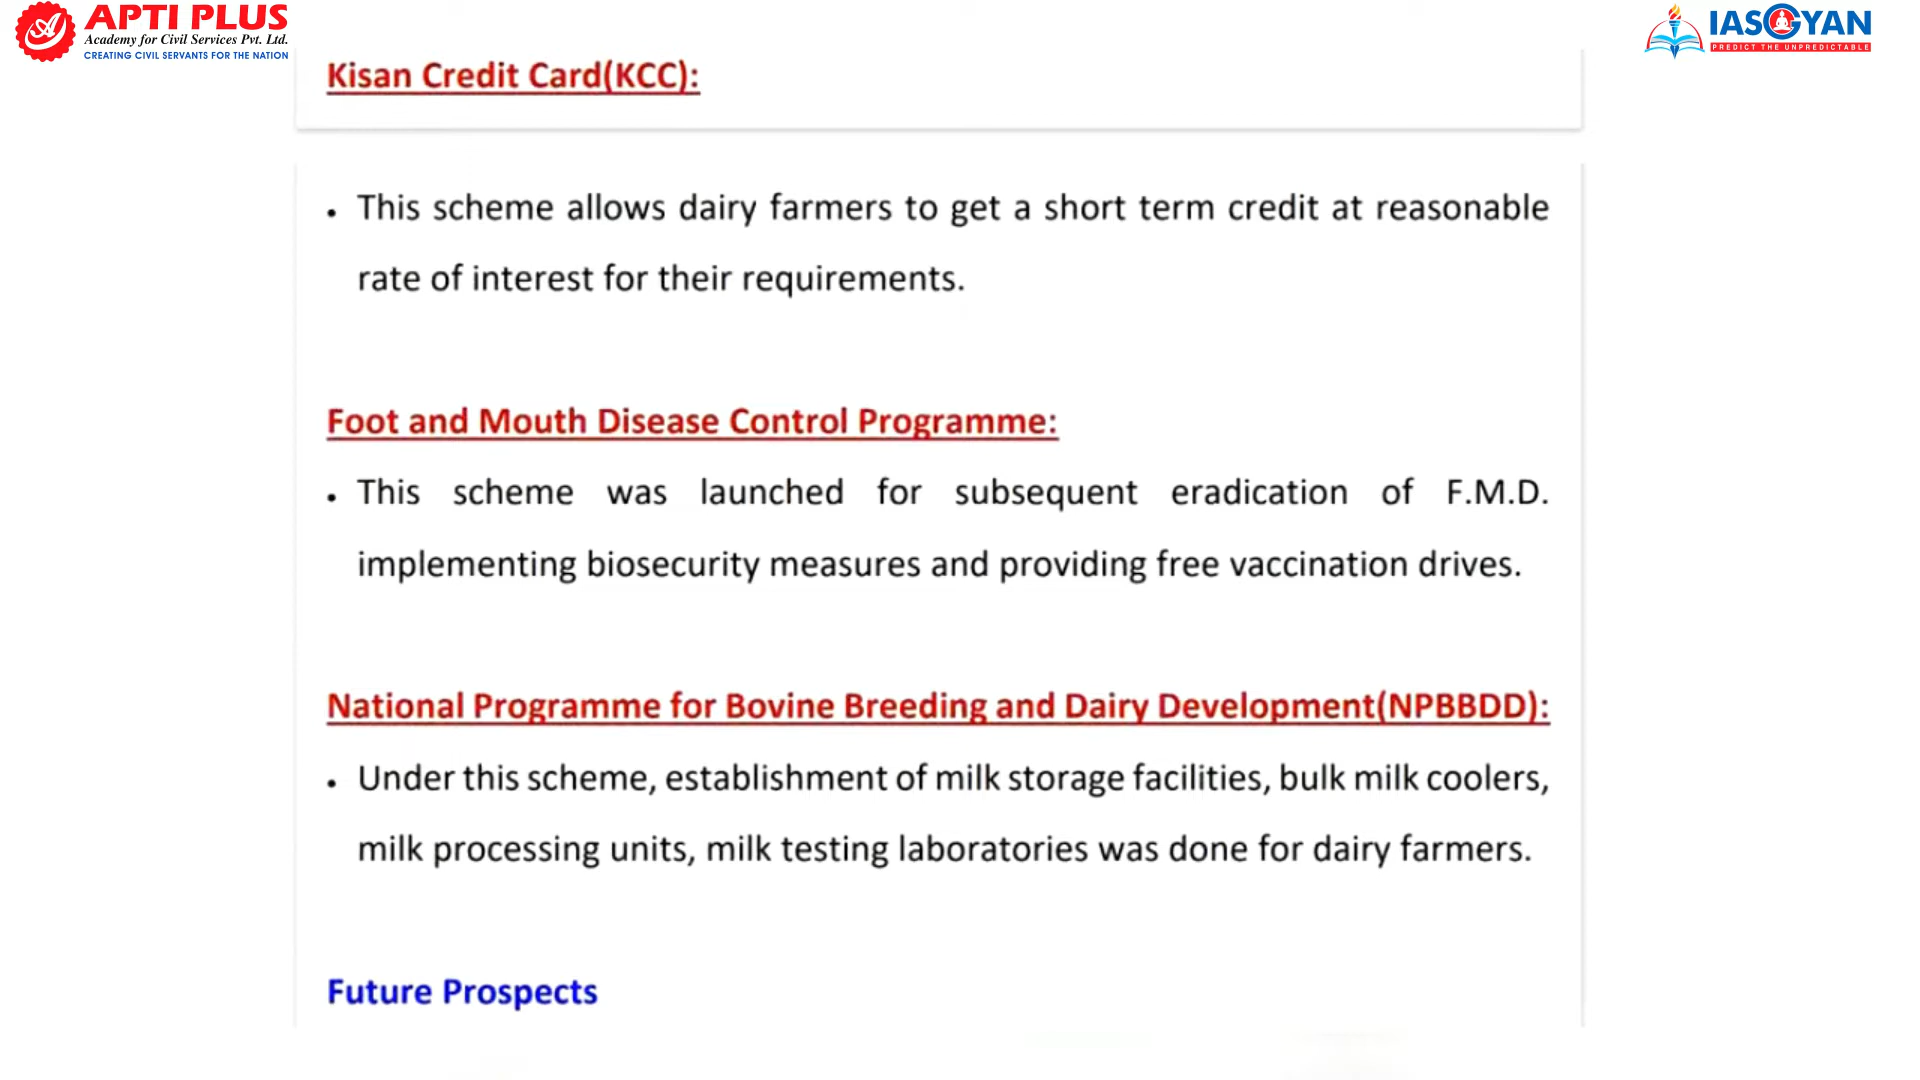 APTI PLUS
Academy for Civil Services Pvt. Ltd.
CREATING CIVIL SERVANTS FOR THE NATION
IASGYAN
PREDICT THE UNPREDICTABLE
Kisan Credit Card(KCC):
• This scheme allows dairy farmers to get a short term credit at reasonable
rate of interest for their requirements.
Foot and Mouth Disease Control Programme:
• This scheme was launched for subsequent eradication of F.M.D.
implementing biosecurity measures and providing free vaccination drives.
National Programme for Bovine Breeding and Dairy Development(NPBBDD):
• Under this scheme, establishment of milk storage facilities, bulk milk coolers,
milk processing units, milk testing laboratories was done for dairy farmers.
Future Prospects